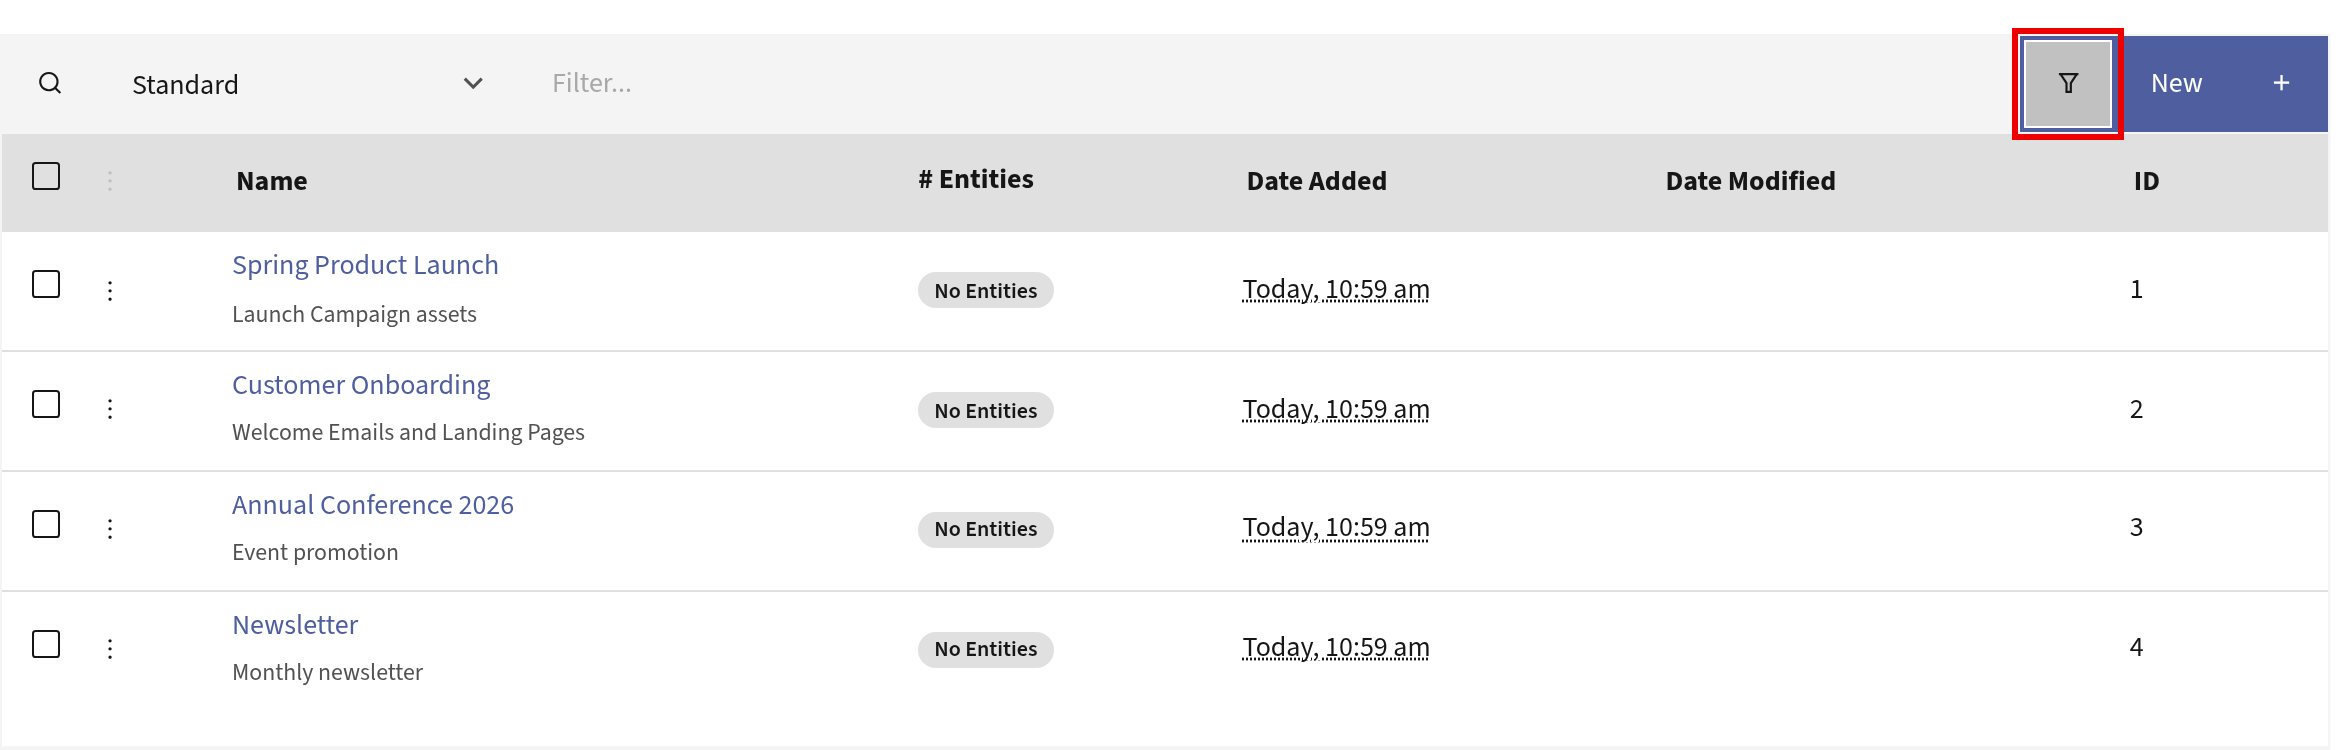 Standard Filter... New +
Name # Entities Date Added Date Modified ID
Spring Product Launch
Launch Campaign assets
No Entities Today, 10:59 am 1
Customer Onboarding
Welcome Emails and Landing Pages
No Entities Today, 10:59 am 2
Annual Conference 2026
Event promotion
No Entities Today, 10:59 am 3
Newsletter
Monthly newsletter
No Entities Today, 10:59 am 4